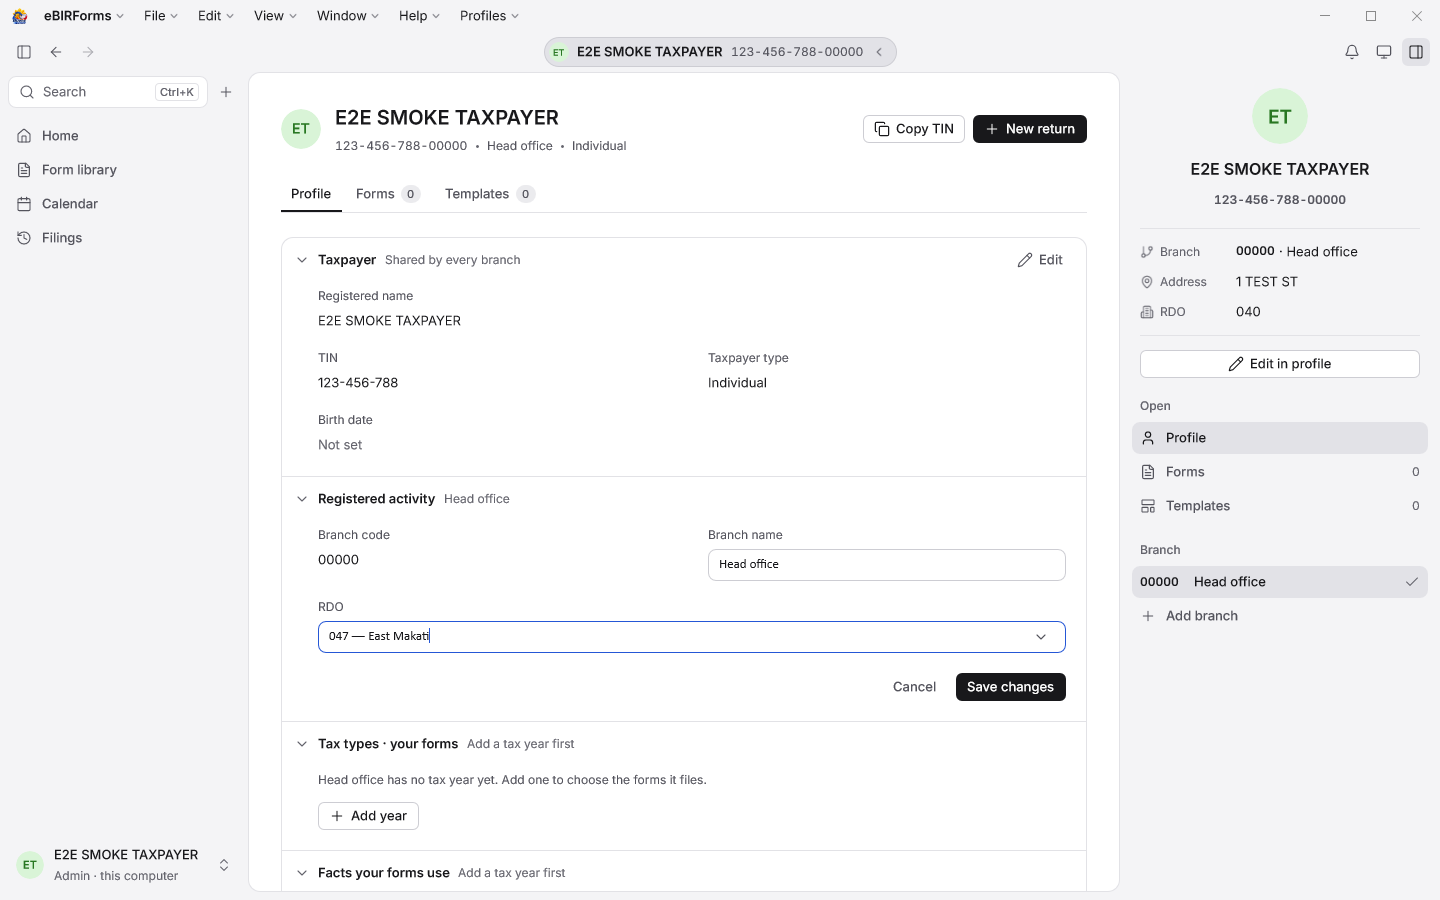 eBIRForms File Edit View Window Help Profiles
ET E2E SMOKE TAXPAYER 123-456-788-00000
Search Ctrl+K
Home
Form library
Calendar
Filings
ET E2E SMOKE TAXPAYER
Admin · this computer
ET E2E SMOKE TAXPAYER
123-456-788-00000 • Head office • Individual
Copy TIN New return
Profile Forms 0 Templates 0
Taxpayer Shared by every branch Edit
Registered name
E2E SMOKE TAXPAYER
TIN Taxpayer type
123-456-788 Individual
Birth date
Not set
Registered activity Head office
Branch code Branch name
00000 Head office
RDO
047 — East Makati
Cancel Save changes
Tax types · your forms Add a tax year first
Head office has no tax year yet. Add one to choose the forms it files.
Add year
Facts your forms use Add a tax year first
ET
E2E SMOKE TAXPAYER
123-456-788-00000
Branch 00000 · Head office
Address 1 TEST ST
RDO 040
Edit in profile
Open
Profile
Forms 0
Templates 0
Branch
00000 Head office
Add branch